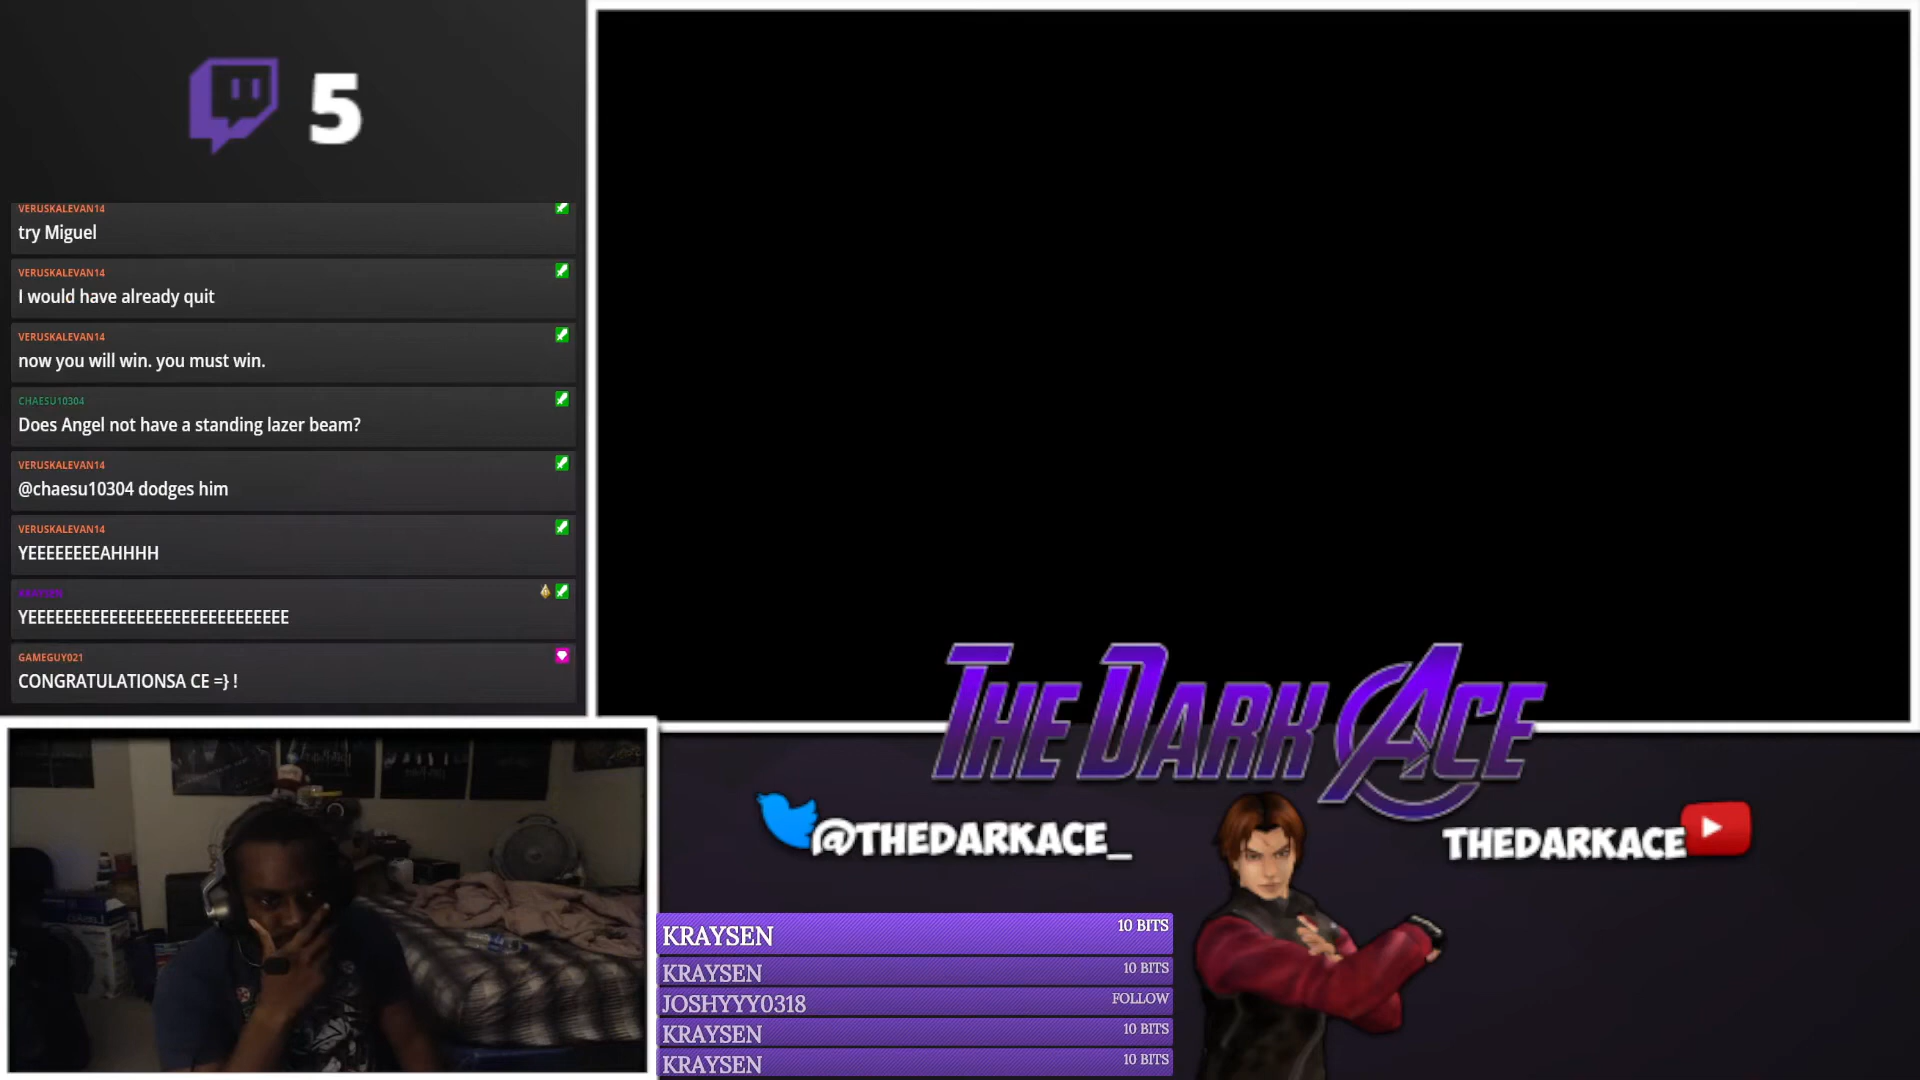 5
VERUSKALEVAN14
try Miguel
VERUSKALEVAN14
I would have already quit
VERUSKALEVAN14
now you will win. you must win.
CHAESU10304
Does Angel not have a standing lazer beam?
VERUSKALEVAN14
@chaesu10304 dodges him
VERUSKALEVAN14
YEEEEEEEEAHHHH
KRAYSEN
YEEEEEEEEEEEEEEEEEEEEEEEEEEEE
GAMEGUY021
CONGRATULATIONSA CE =} !
THE DARK ACE
@THEDARKACE_
THEDARKACE
KRAYSEN 10 BITS
KRAYSEN 10 BITS
JOSHYYY0318 FOLLOW
KRAYSEN 10 BITS
KRAYSEN 10 BITS